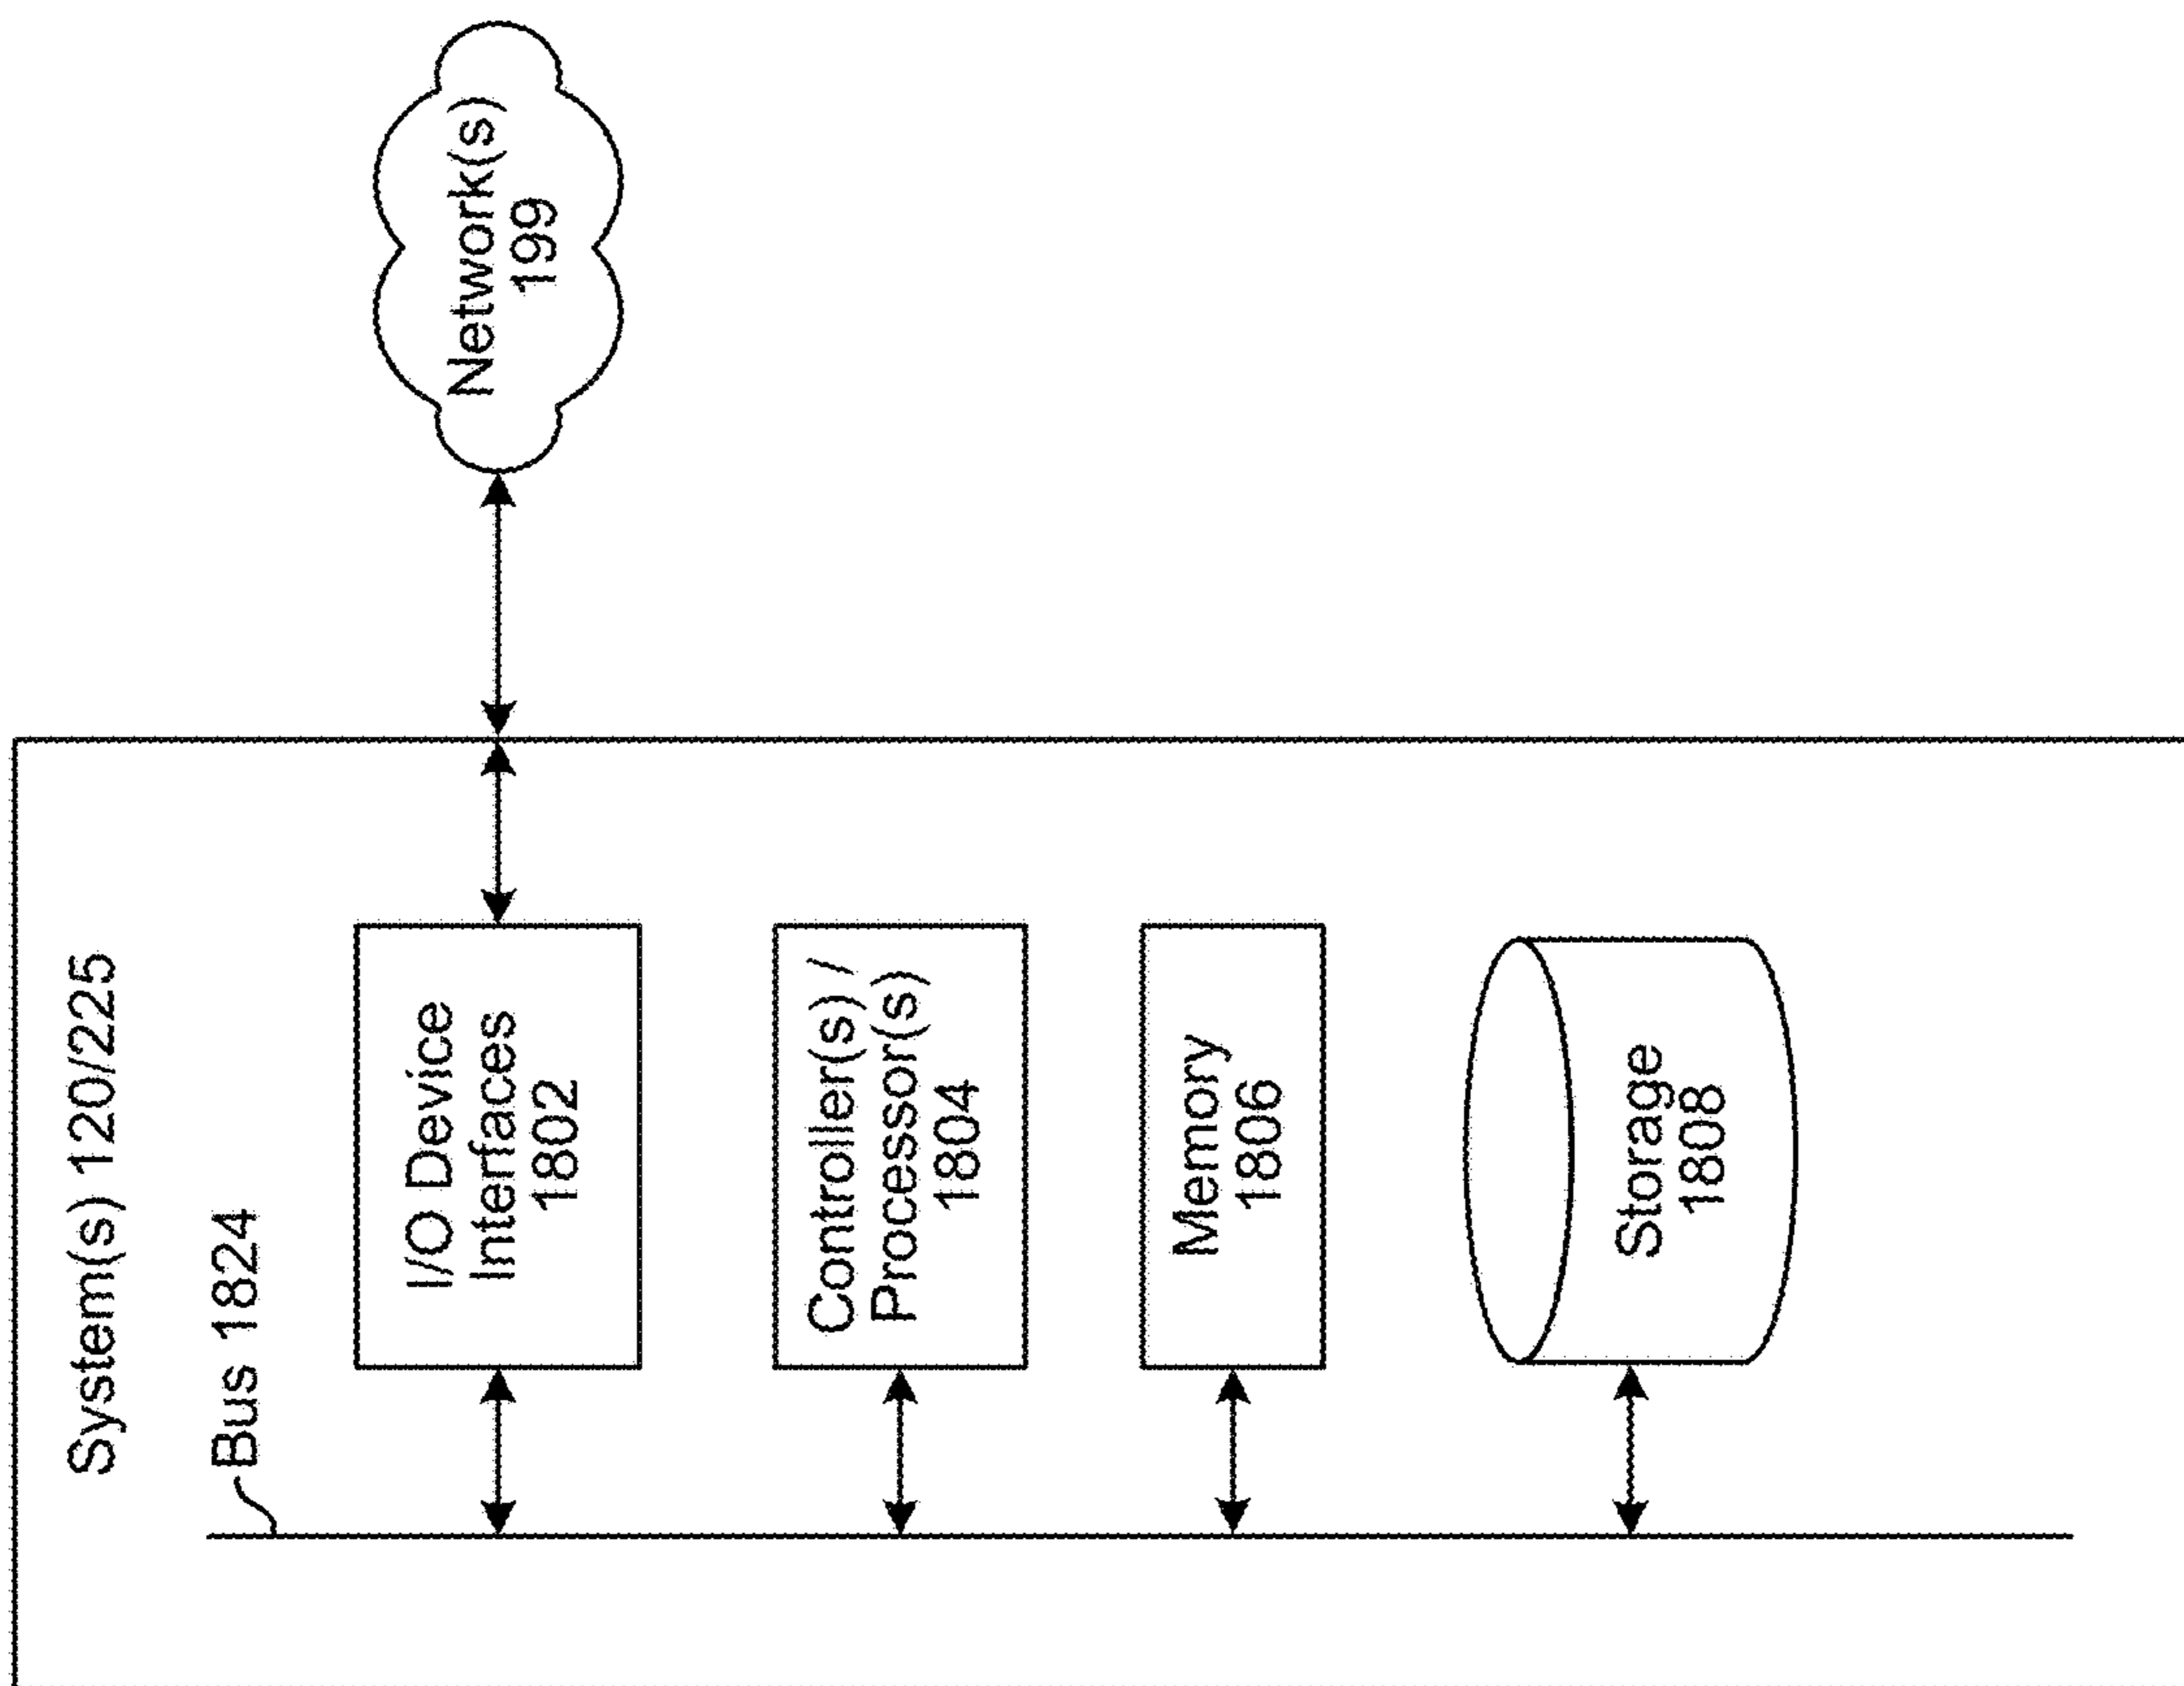 System(s) 120/225
Bus 1824
I/O Device
Interfaces
1802
Network(s)
199
Controller(s) /
Processor(s)
1804
Memory
1806
Storage
1808